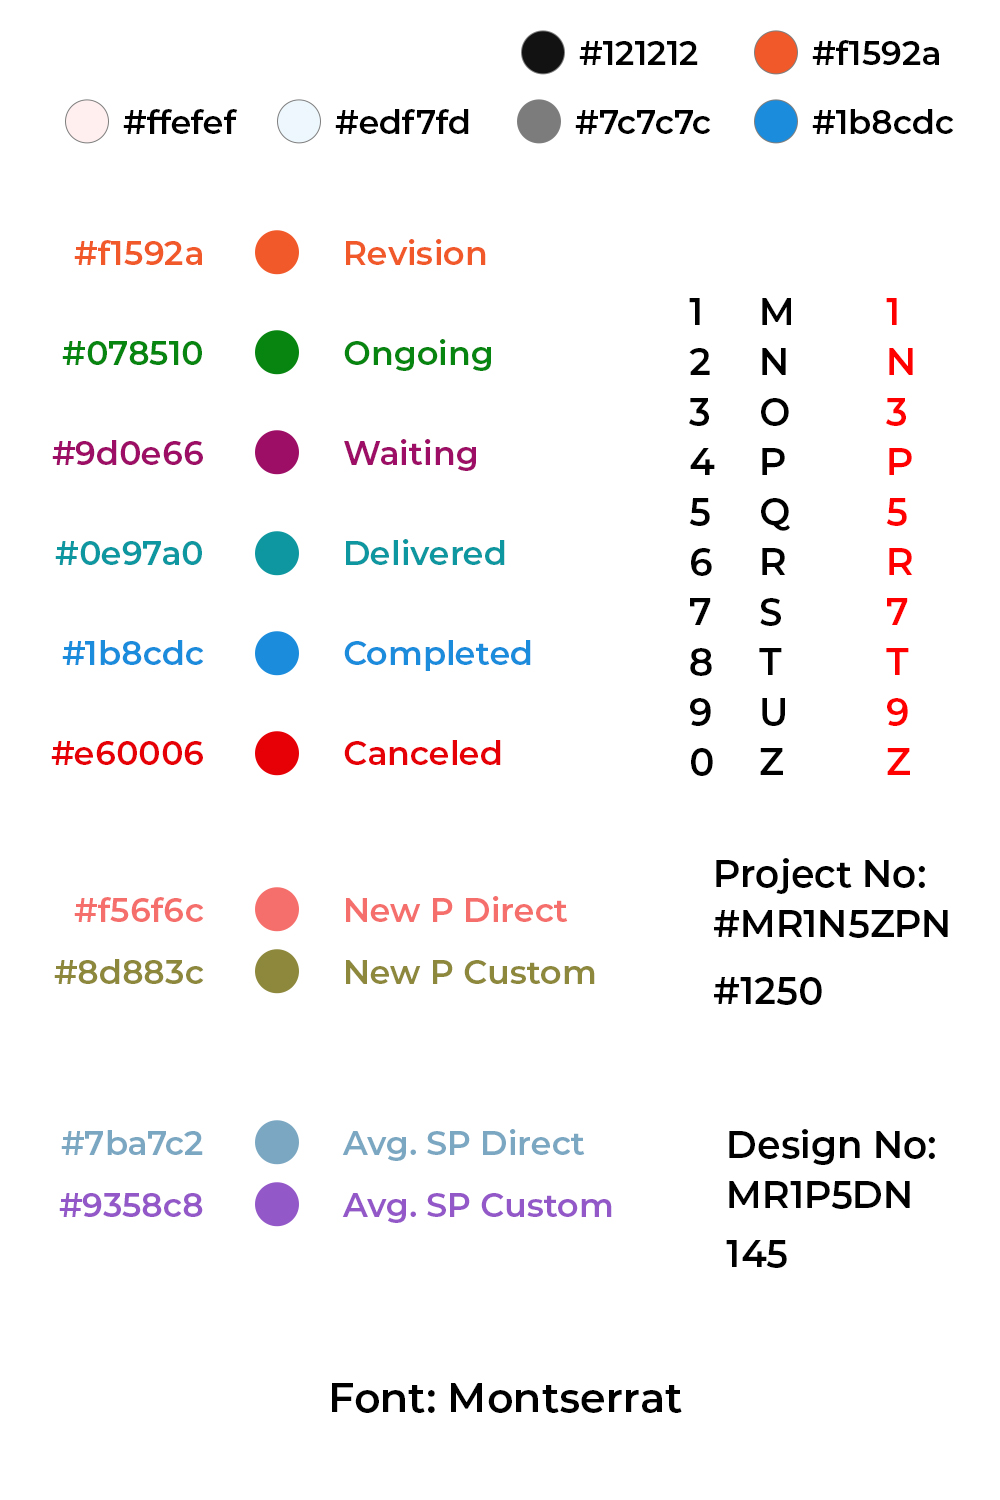 #121212 #f1592a
#ffefef #edf7fd #7c7c7c #1b8cdc
#f1592a Revision
1 M 1
#078510 Ongoing
2 N N
3 O 3
#9d0e66 Waiting
4 P P
5 Q 5
#0e97a0 Delivered
6 R R
7 S 7
#1b8cdc Completed
8 T T
9 U 9
#e60006 Canceled
0 Z Z
Project No:
#f56f6c New P Direct
#MR1N5ZPN
#8d883c New P Custom
#1250
#7ba7c2 Avg. SP Direct
Design No:
#9358c8 Avg. SP Custom
MR1P5DN
145
Font: Montserrat